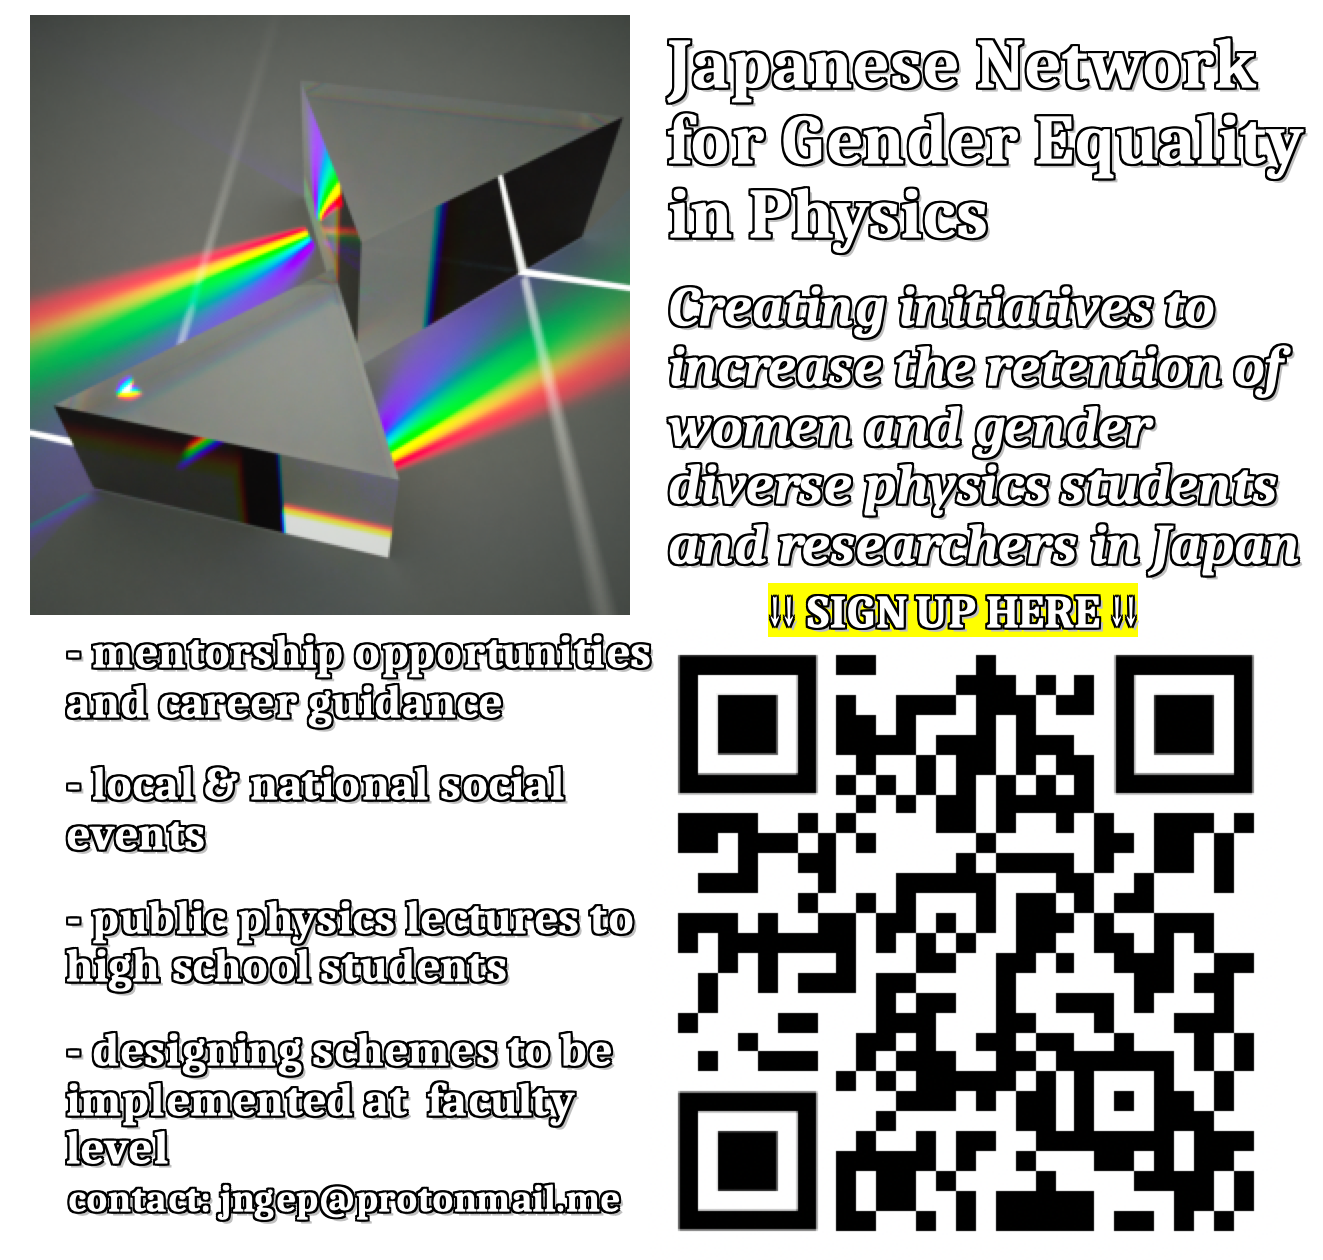 Japanese Network
for Gender Equality
in Physics
Creating initiatives to
increase the retention of
women and gender
diverse physics students
and researchers in Japan
⇊ SIGN UP HERE ⇊
- mentorship opportunities
and career guidance
- local & national social
events
- public physics lectures to
high school students
- designing schemes to be
implemented at  faculty
level
contact: jngep@protonmail.me